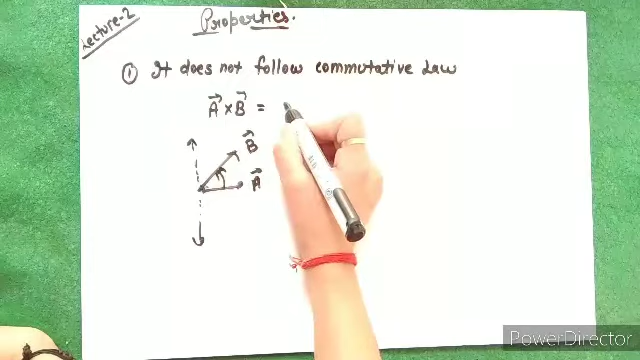 Lecture-2
Properties.
① It does not follow commutative Law
A⃗ × B⃗ =
B⃗
A⃗
PowerDirector